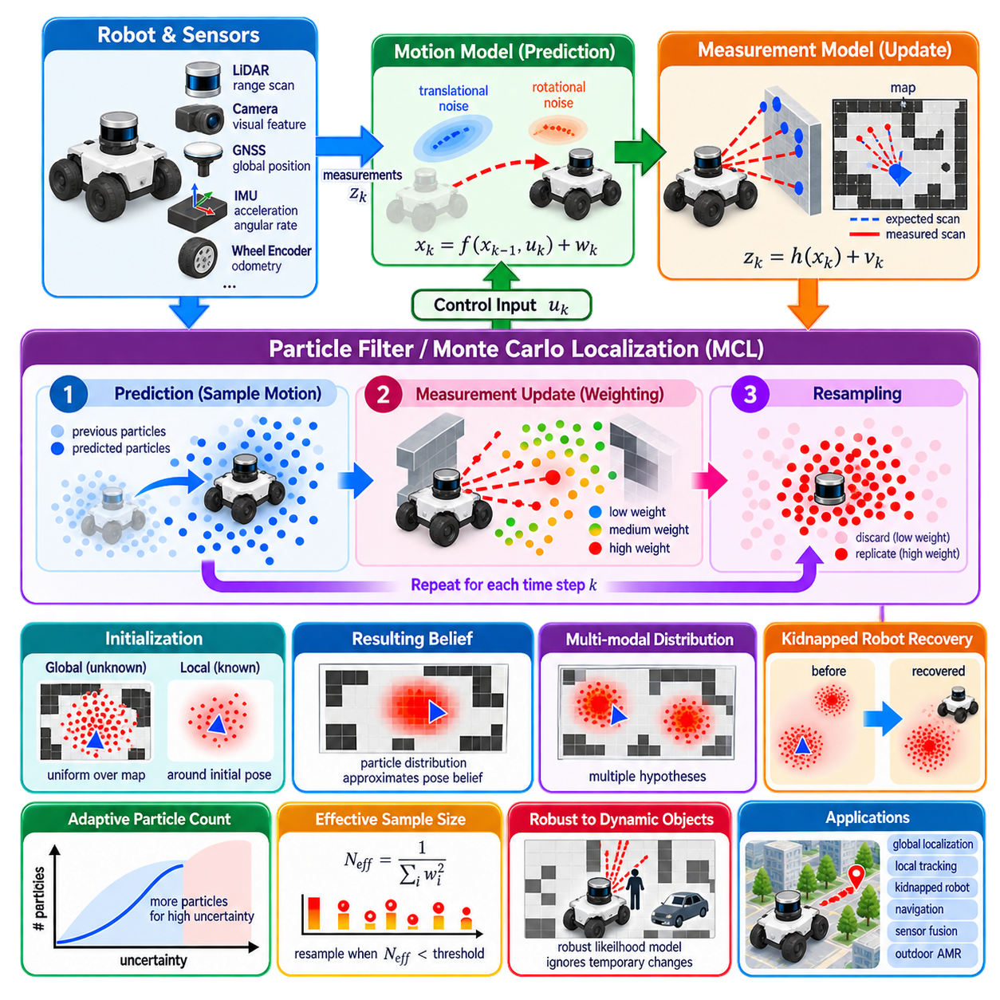 Robot & Sensors
LiDAR
range scan
Camera
visual feature
GNSS
global position
IMU
acceleration
angular rate
Wheel Encoder
odometry
...
measurements
z_k
Motion Model (Prediction)
translational
noise
rotational
noise
x_k = f(x_{k−1}, u_k) + w_k
Control Input u_k
Measurement Model (Update)
map
expected scan
measured scan
z_k = h(x_k) + v_k
Particle Filter / Monte Carlo Localization (MCL)
1 Prediction (Sample Motion)
previous particles
predicted particles
2 Measurement Update (Weighting)
low weight
medium weight
high weight
3 Resampling
discard (low weight)
replicate (high weight)
Repeat for each time step k
Initialization
Global (unknown)
uniform over map
Local (known)
around initial pose
Resulting Belief
particle distribution
approximates pose belief
Multi-modal Distribution
multiple hypotheses
Kidnapped Robot Recovery
before
recovered
Adaptive Particle Count
# particles
more particles
for high uncertainty
uncertainty
Effective Sample Size
N_eff = 1 / ∑_i w_i^2
resample when N_eff < threshold
Robust to Dynamic Objects
robust likeilhood model
ignores temporary changes
Applications
global localization
local tracking
kidnapped robot
navigation
sensor fusion
outdoor AMR